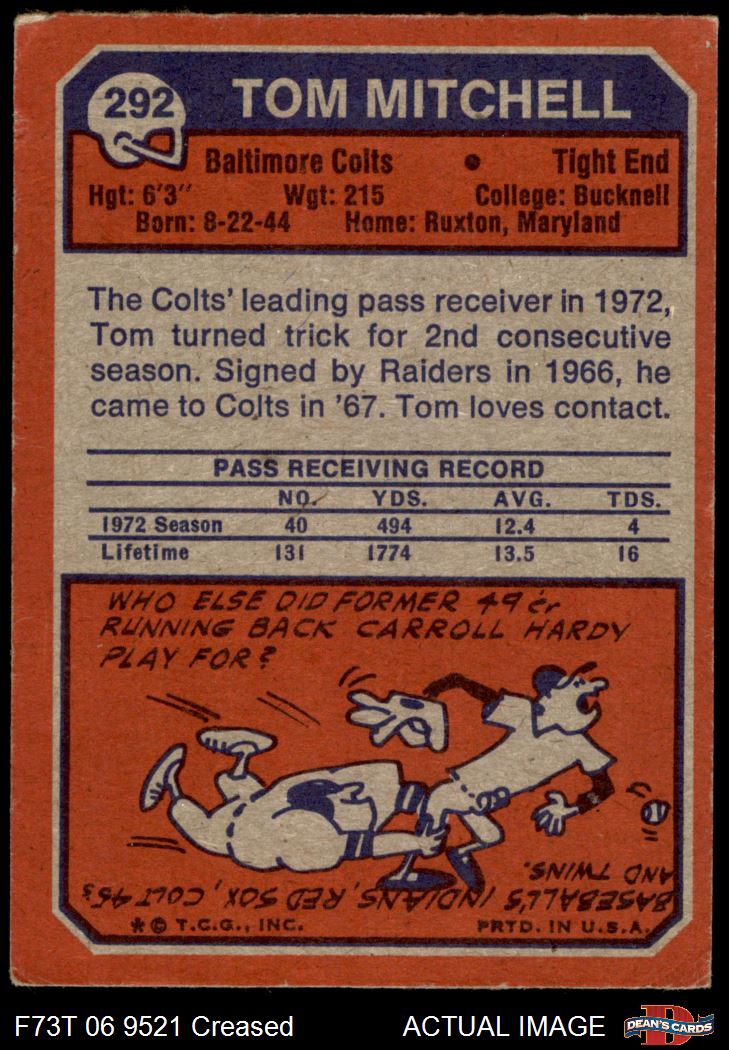 292
TOM MITCHELL
Baltimore Colts • Tight End
Hgt: 6'3" Wgt: 215 College: Bucknell
Born: 8-22-44 Home: Ruxton, Maryland
The Colts' leading pass receiver in 1972,
Tom turned trick for 2nd consecutive
season. Signed by Raiders in 1966, he
came to Colts in '67. Tom loves contact.
PASS RECEIVING RECORD
NO. YDS. AVG. TDS.
1972 Season 40 494 12.4 4
Lifetime 131 1774 13.5 16
WHO ELSE DID FORMER 49'er
RUNNING BACK CARROLL HARDY
PLAY FOR?
BASEBALL'S INDIANS, RED SOX, COLT 45s
AND TWINS.
*© T.C.G., INC. PRTD. IN U.S.A.
F73T 06 9521 Creased ACTUAL IMAGE
D
DEAN'S CARDS